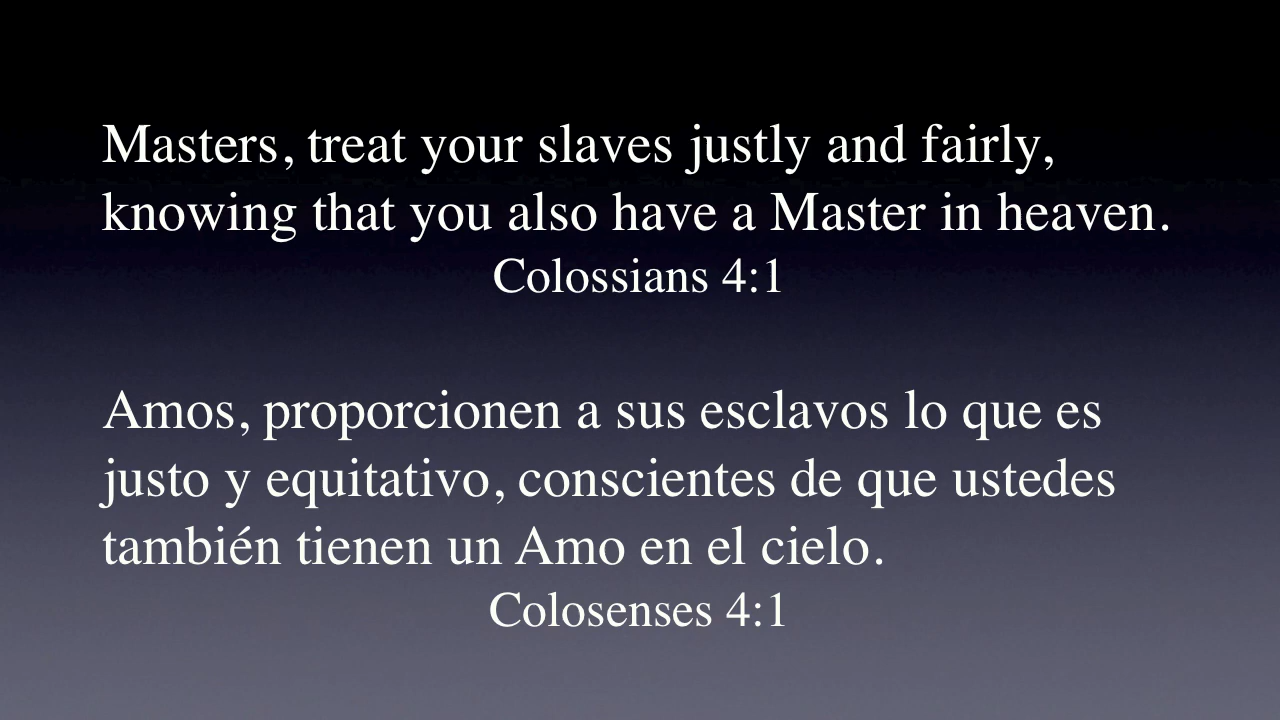 Masters, treat your slaves justly and fairly,
knowing that you also have a Master in heaven.
Colossians 4:1
Amos, proporcionen a sus esclavos lo que es
justo y equitativo, conscientes de que ustedes
también tienen un Amo en el cielo.
Colosenses 4:1